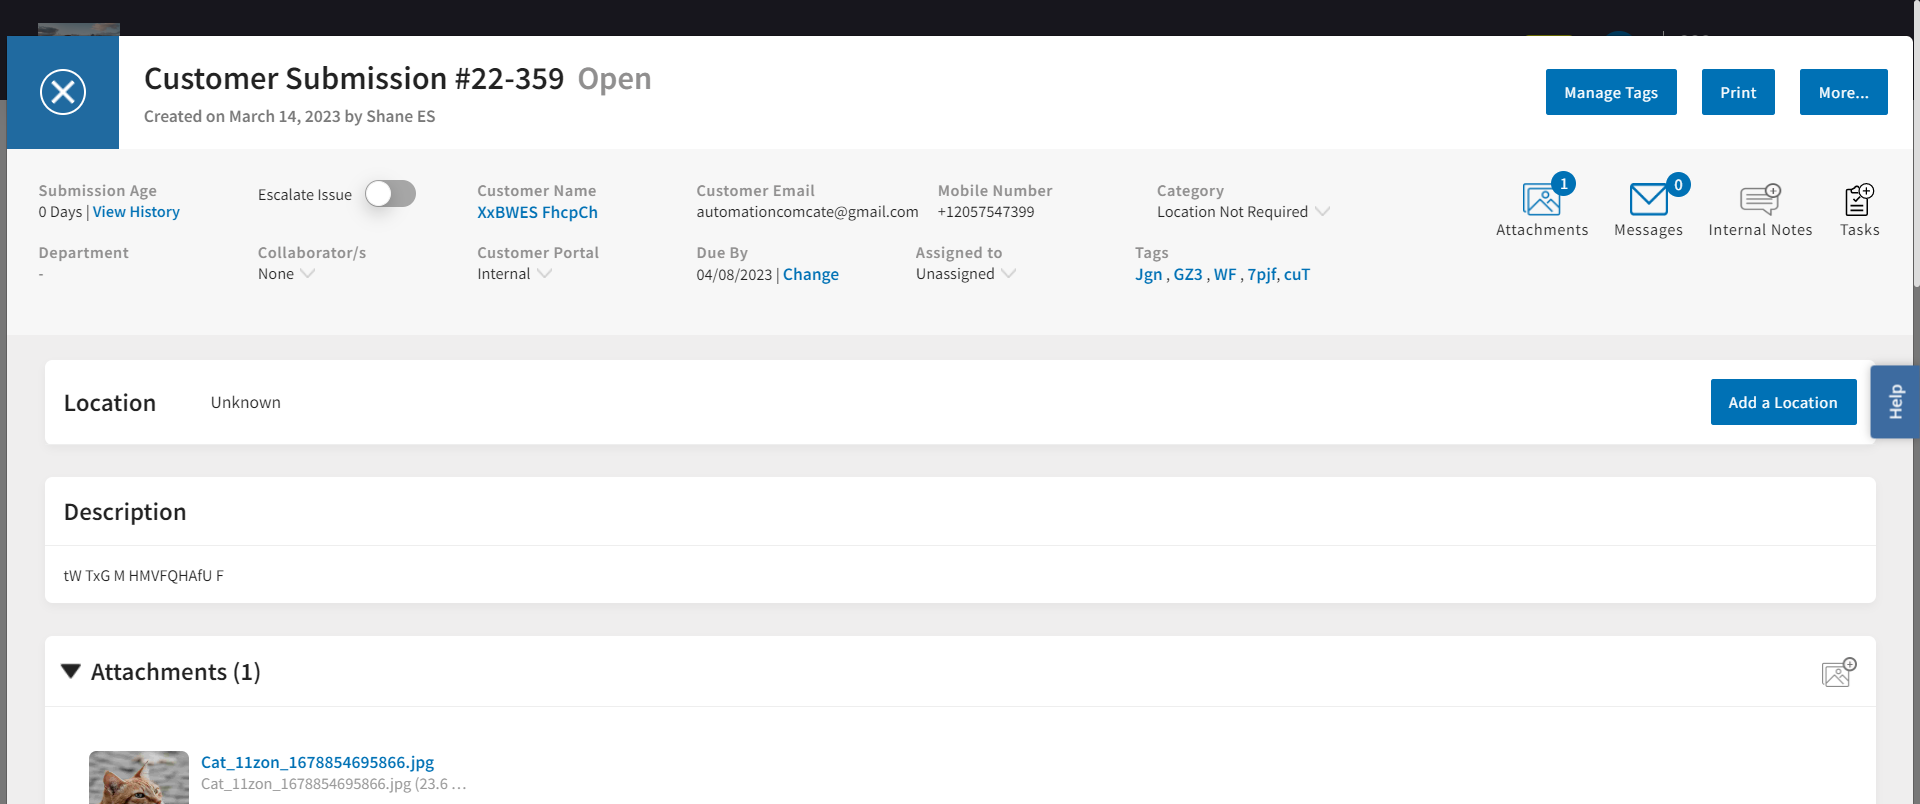 Customer Submission #22-359 Open
Created on March 14, 2023 by Shane ES
Manage Tags
Print
More...
Submission Age
0 Days | View History
Escalate Issue
Customer Name
XxBWES FhcpCh
Customer Email
automationcomcate@gmail.com
Mobile Number
+12057547399
Category
Location Not Required
1
Attachments
0
Messages
Internal Notes
Tasks
Department
-
Collaborator/s
None
Customer Portal
Internal
Due By
04/08/2023 | Change
Assigned to
Unassigned
Tags
Jgn , GZ3 , WF , 7pjf, cuT
Location
Unknown
Add a Location
Help
Description
tW TxG M HMVFQHAfU F
Attachments (1)
Cat_11zon_1678854695866.jpg
Cat_11zon_1678854695866.jpg (23.6 ...